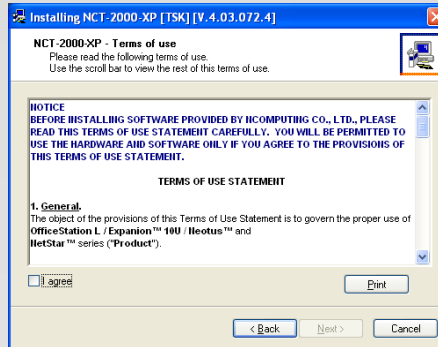 Installing NCT-2000-XP [TSK] [V.4.03.072.4]
NCT-2000-XP - Terms of use
Please read the following terms of use.
Use the scroll bar to view the rest of this terms of use.
NOTICE
BEFORE INSTALLING SOFTWARE PROVIDED BY NCOMPUTING CO., LTD., PLEASE
READ THIS TERMS OF USE STATEMENT CAREFULLY. YOU WILL BE PERMITTED TO
USE THE HARDWARE AND SOFTWARE ONLY IF YOU AGREE TO THE PROVISIONS OF
THIS TERMS OF USE STATEMENT.
TERMS OF USE STATEMENT
1. General.
The object of the provisions of this Terms of Use Statement is to govern the proper use of
OfficeStation L / Expanion™ 10U / Neotus™ and
NetStar™ series ("Product").
I agree
Print
< Back
Next >
Cancel